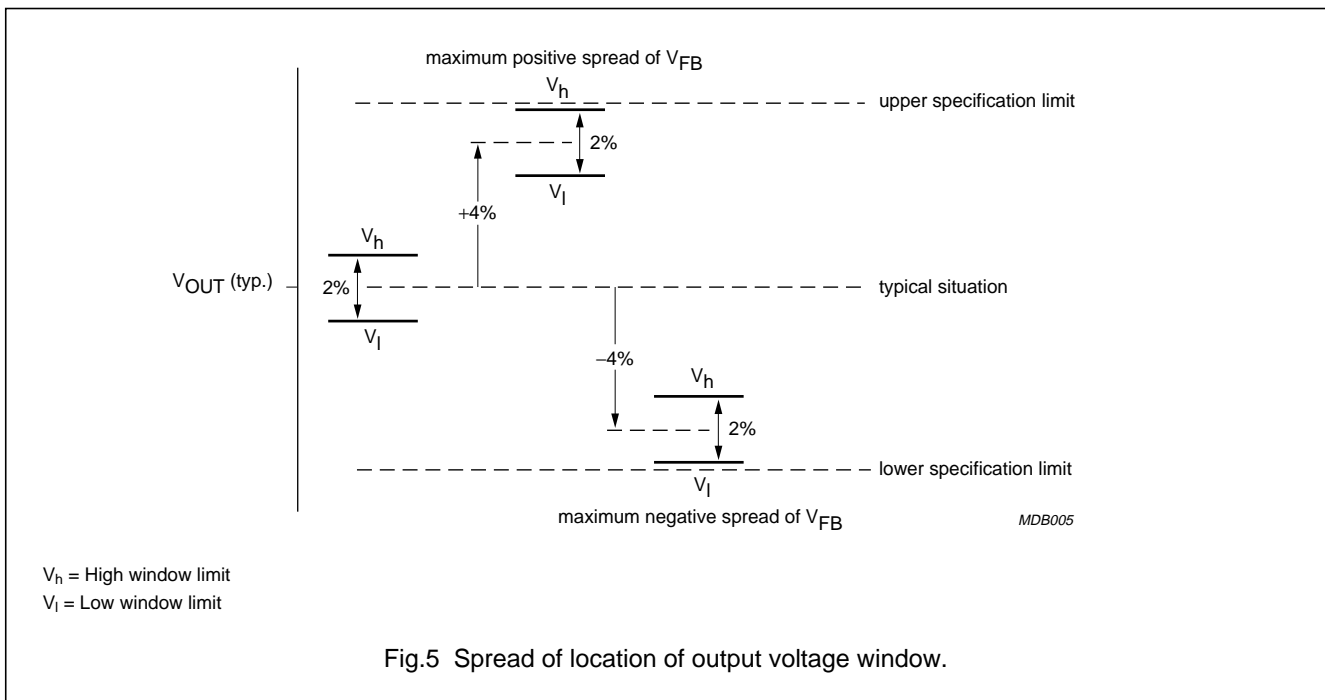 maximum positive spread of VFB
Vh
upper specification limit
2%
Vl
+4%
Vh
VOUT (typ.)
2%
typical situation
Vl
−4%
Vh
2%
lower specification limit
Vl
maximum negative spread of VFB
MDB005
Vh = High window limit
Vl = Low window limit
Fig.5 Spread of location of output voltage window.